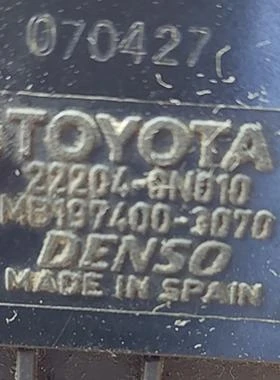 070427
TOYOTA
22204-0N010
MB197400-3070
DENSO
MADE IN SPAIN